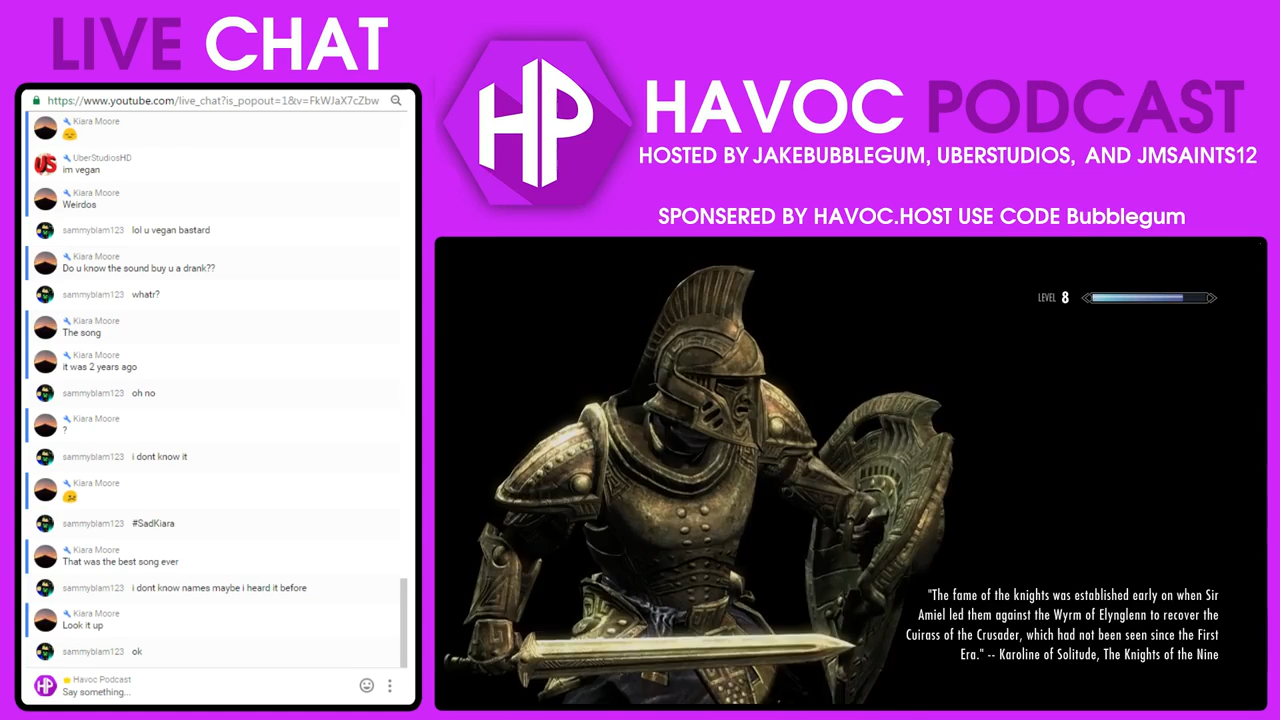 LIVE CHAT
https://www.youtube.com/live_chat?is_popout=1&v=FkWJaX7cZbw
Kiara Moore
UberStudiosHD
im vegan
Kiara Moore
Weirdos
sammyblam123 lol u vegan bastard
Kiara Moore
Do u know the sound buy u a drank??
sammyblam123 whatr?
Kiara Moore
The song
Kiara Moore
it was 2 years ago
sammyblam123 oh no
Kiara Moore
?
sammyblam123 i dont know it
Kiara Moore
sammyblam123 #SadKiara
Kiara Moore
That was the best song ever
sammyblam123 i dont know names maybe i heard it before
Kiara Moore
Look it up
sammyblam123 ok
HP Havoc Podcast
Say something...
HP
HAVOC PODCAST
HOSTED BY JAKEBUBBLEGUM, UBERSTUDIOS, AND JMSAINTS12
SPONSERED BY HAVOC.HOST USE CODE Bubblegum
LEVEL 8
"The fame of the knights was established early on when Sir
Amiel led them against the Wyrm of Elynglenn to recover the
Cuirass of the Crusader, which had not been seen since the First
Era." -- Karoline of Solitude, The Knights of the Nine
US